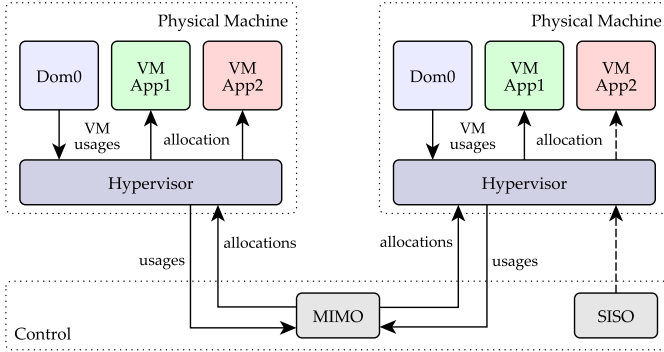 Physical Machine
Physical Machine
Dom0
VM
App1
VM
App2
Dom0
VM
App1
VM
App2
VM
usages
allocation
VM
usages
allocation
Hypervisor
Hypervisor
usages
allocations
allocations
usages
MIMO
SISO
Control